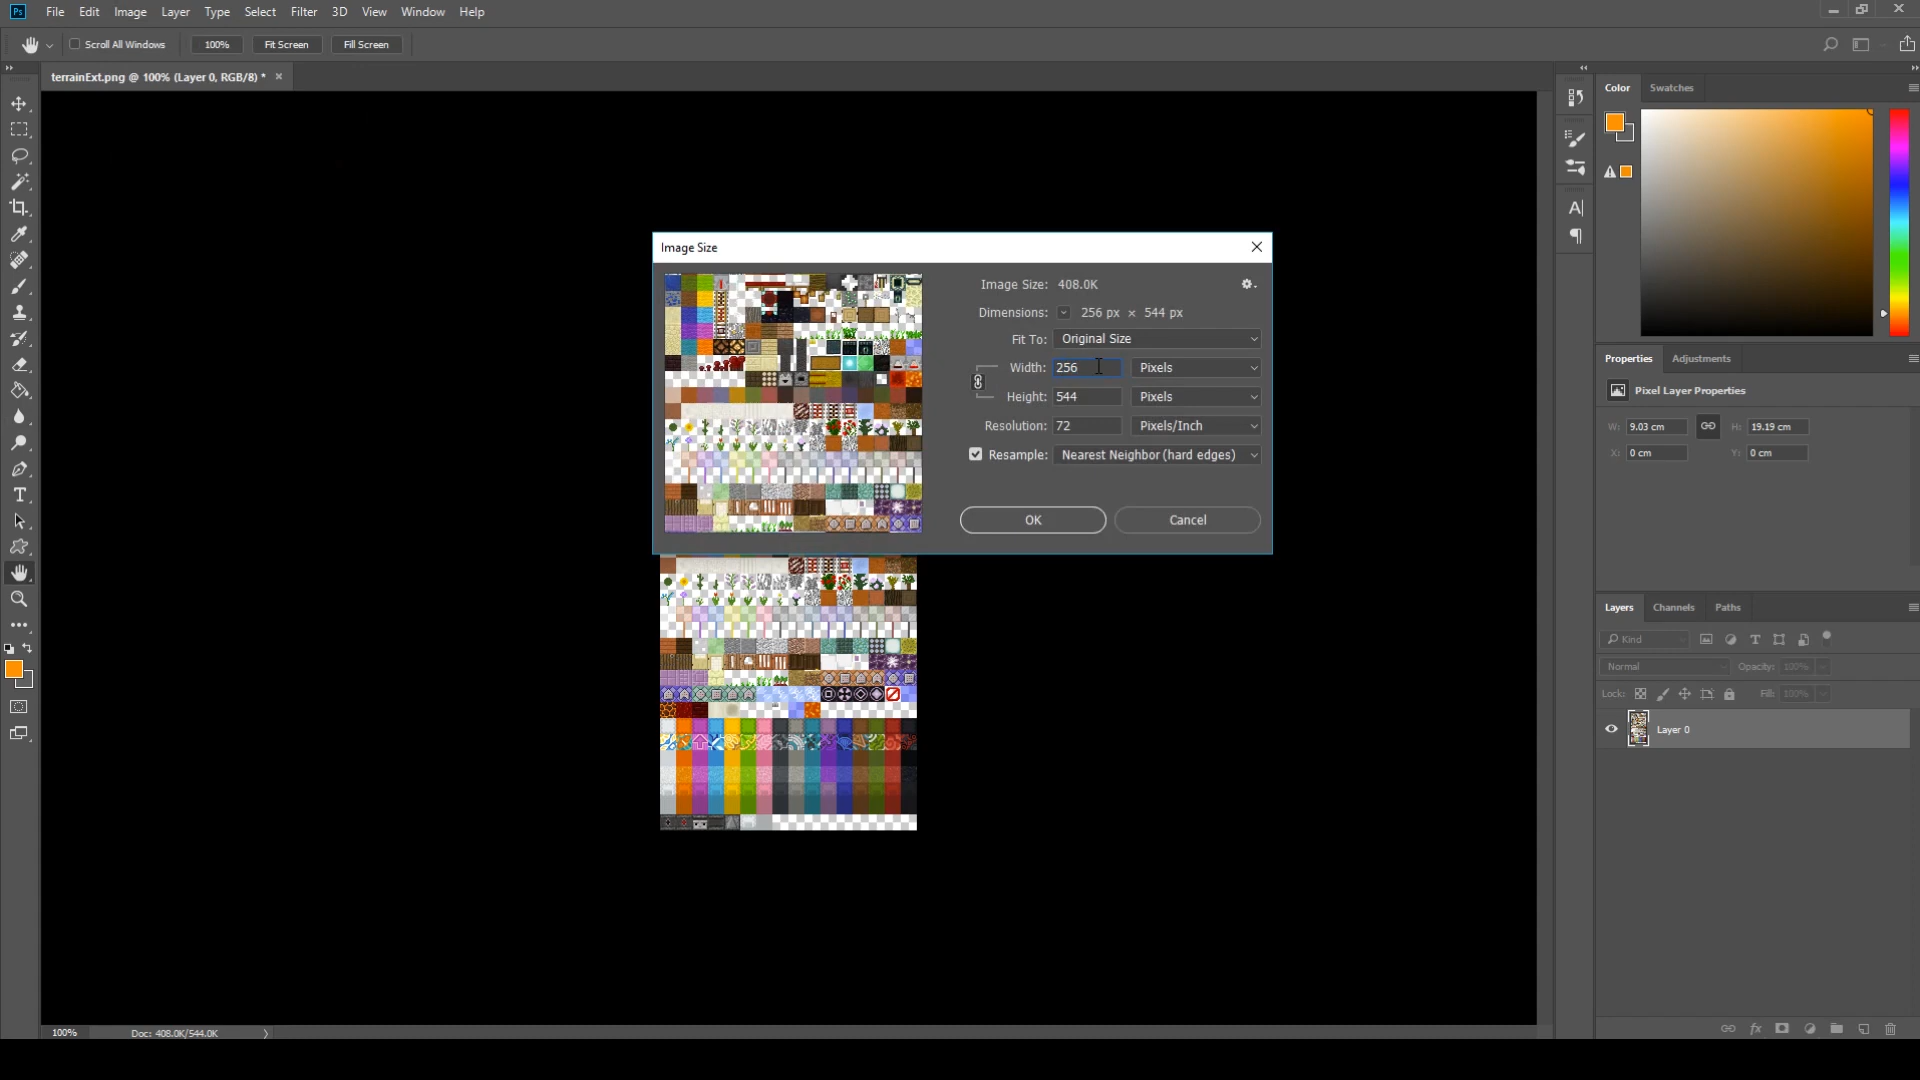 Ps File Edit Image Layer Type Select Filter 3D View Window Help
Scroll All Windows 100% Fit Screen Fill Screen
terrainExt.png @ 100% (Layer 0, RGB/8) * ×
Color Swatches
Image Size
Image Size: 408.0K
Dimensions: 256 px × 544 px
Fit To: Original Size
Width: 256 Pixels
Height: 544 Pixels
Resolution: 72 Pixels/Inch
Resample: Nearest Neighbor (hard edges)
OK Cancel
Properties Adjustments
Pixel Layer Properties
W: 9.03 cm H: 19.19 cm
X: 0 cm Y: 0 cm
Layers Channels Paths
Kind
Normal Opacity: 100%
Lock: Fill: 100%
Layer 0
fx
100% Doc: 408.0K/544.0K